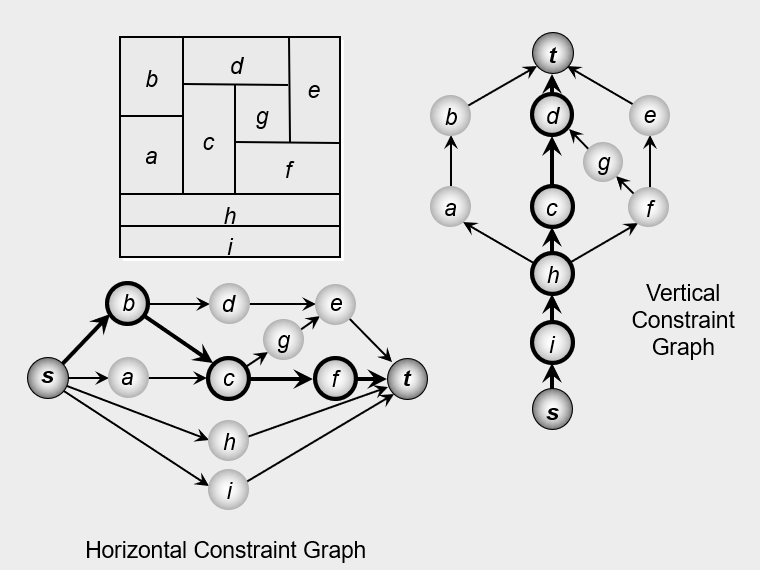 b
d
e
g
c
a
f
h
i
t
b
d
e
g
a
c
f
h
i
s
Vertical
Constraint
Graph
b
d
e
g
s
a
c
f
t
h
i
Horizontal Constraint Graph